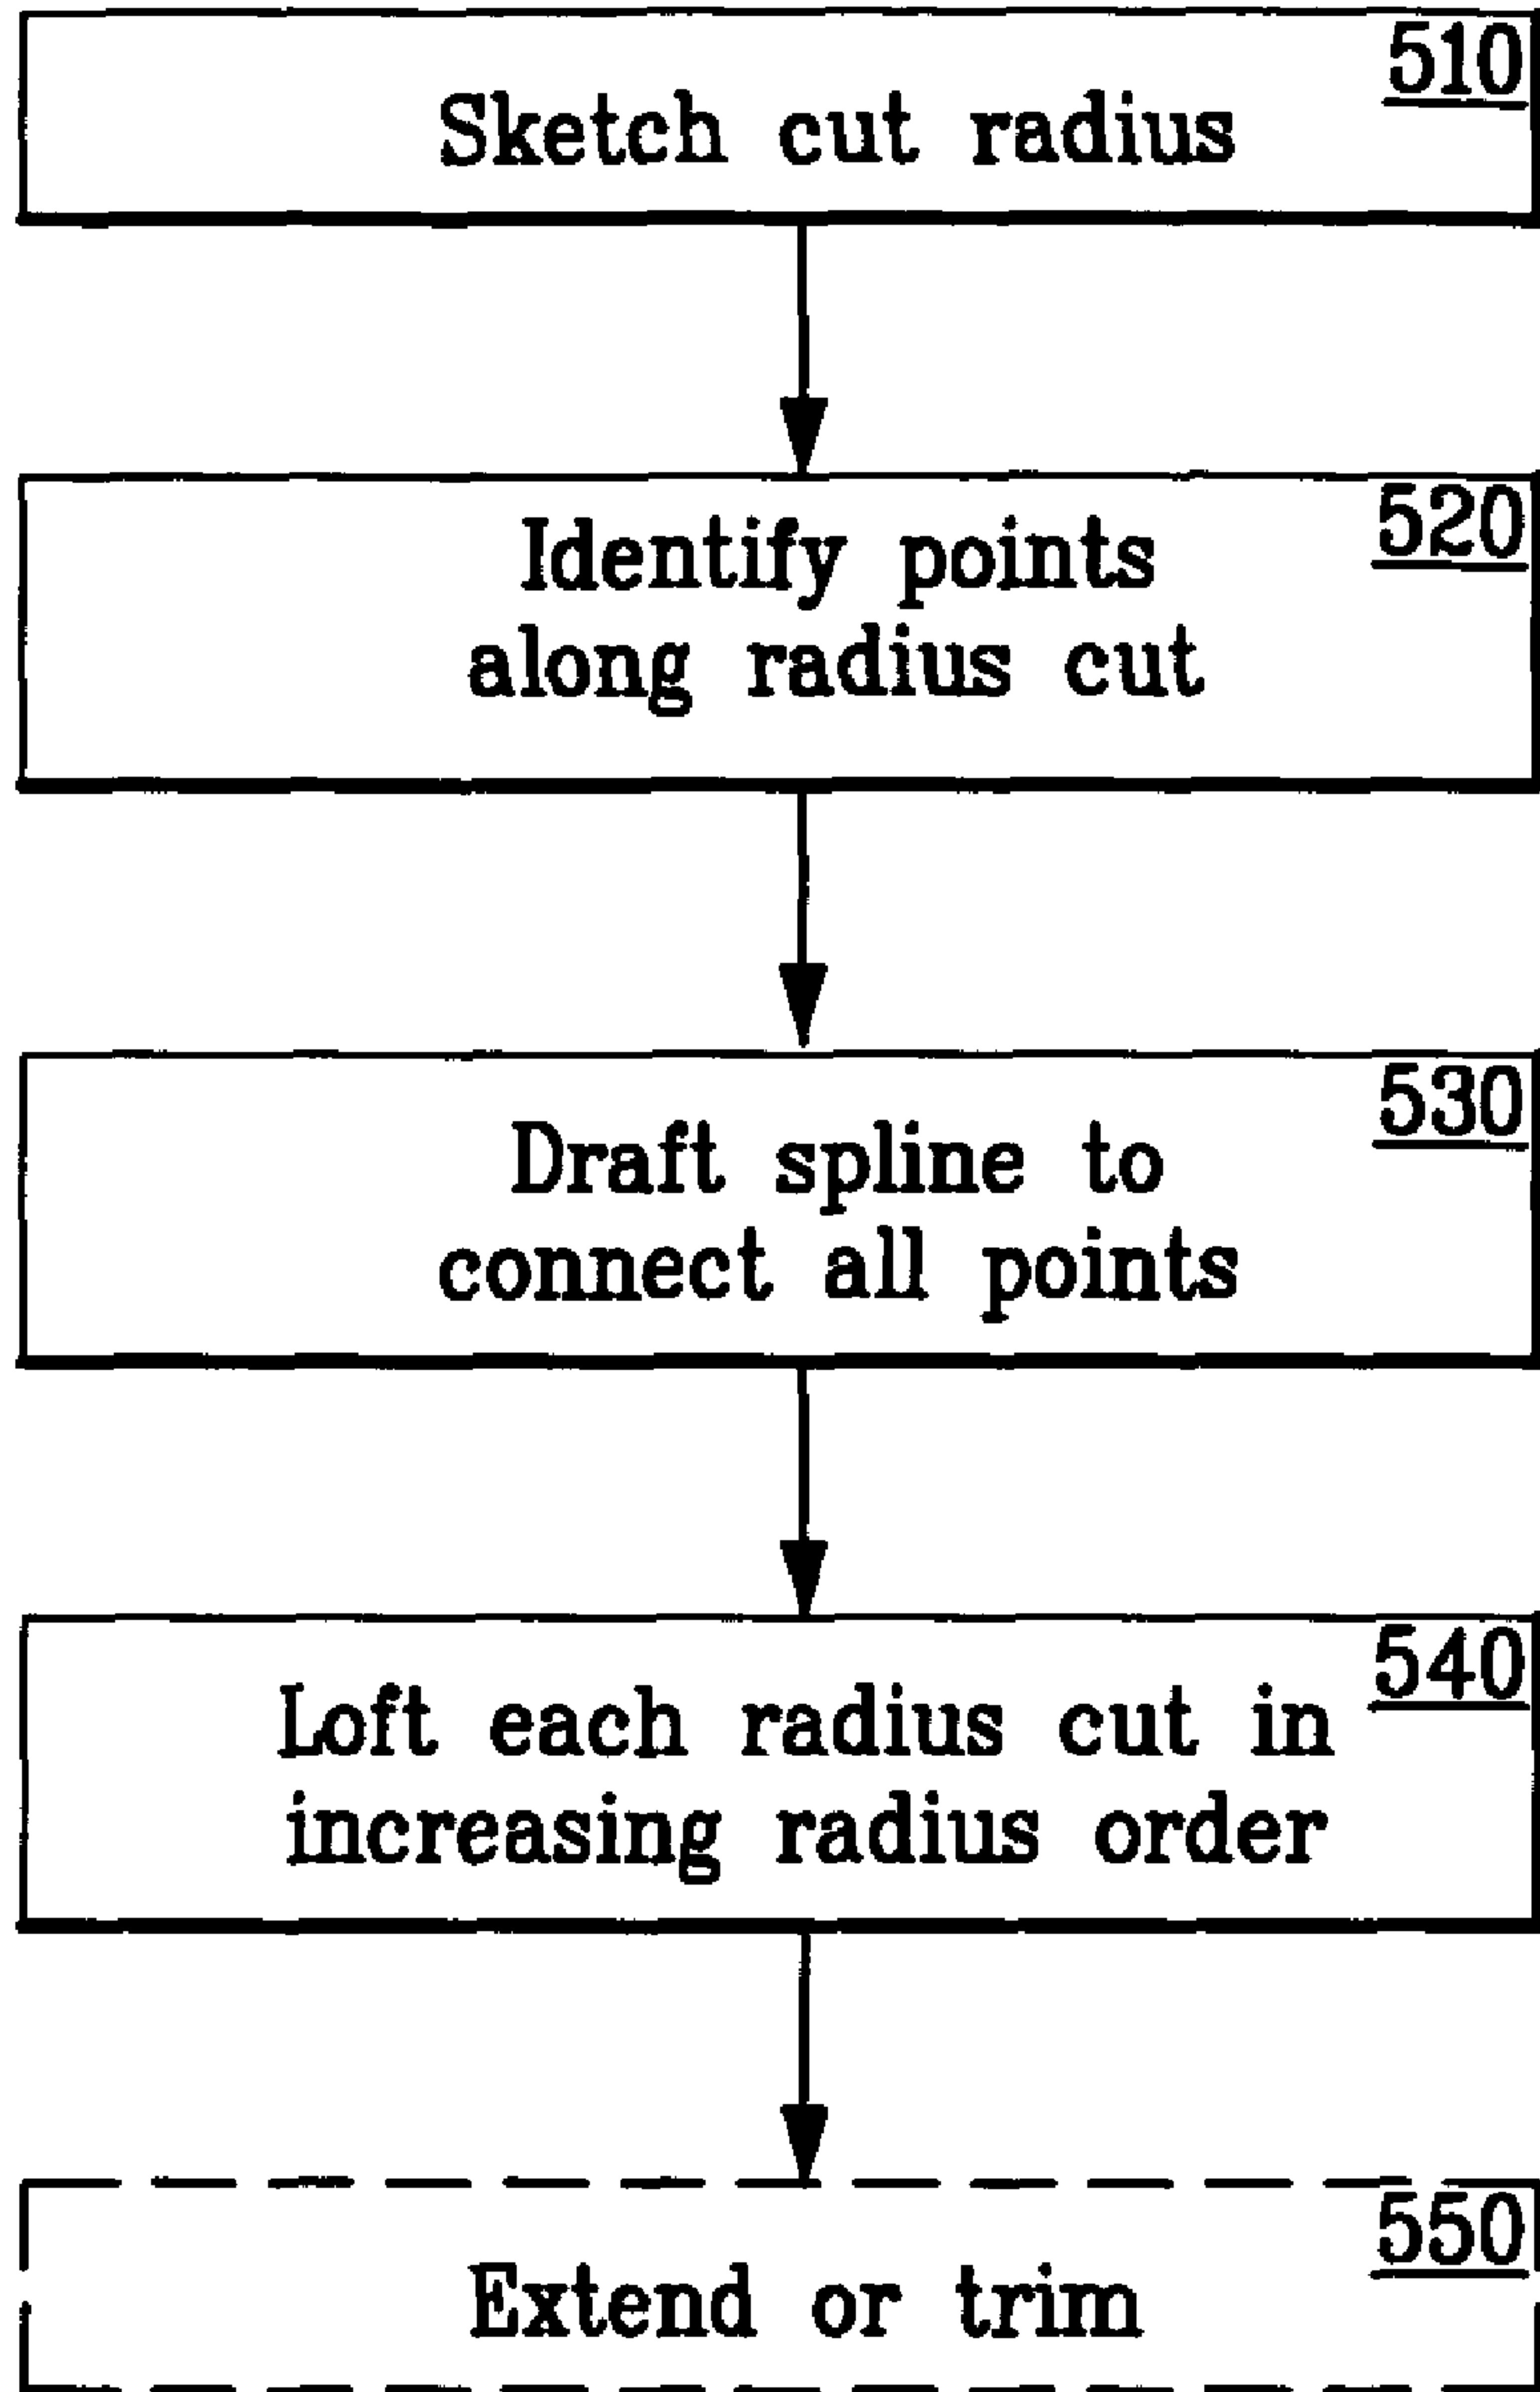 510
Sketch cut radius
520
Identify points
along radius cut
530
Draft spline to
connect all points
540
Loft each radius cut in
increasing radius order
550
Extend or trim